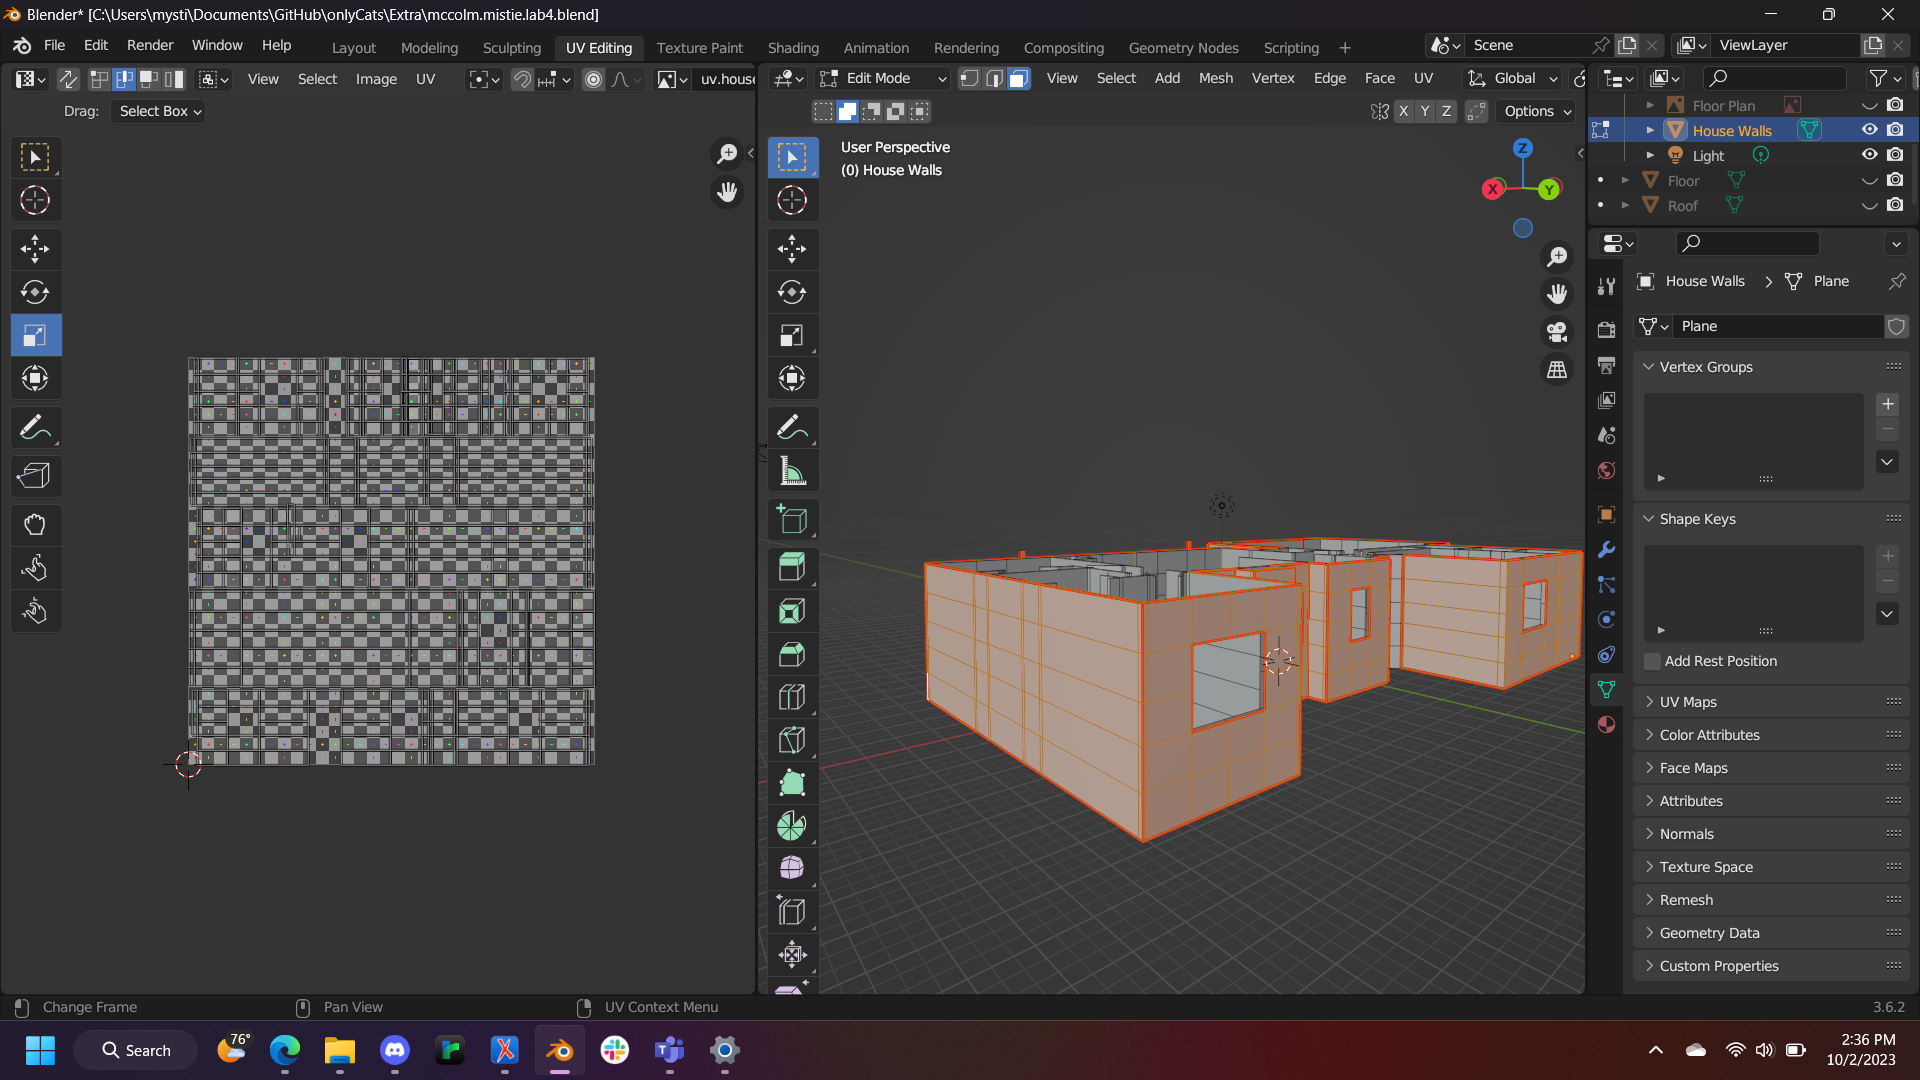 Blender* [C:\Users\mysti\Documents\GitHub\onlyCats\Extra\mccolm.mistie.lab4.blend]
File Edit Render Window Help Layout Modeling Sculpting UV Editing Texture Paint Shading Animation Rendering Compositing Geometry Nodes Scripting + Scene ViewLayer
View Select Image UV uv.house Edit Mode View Select Add Mesh Vertex Edge Face UV Global
Drag: Select Box X Y Z Options
User Perspective
(0) House Walls
Z
X
Y
Floor Plan
House Walls
Light
Floor
Roof
House Walls > Plane
Plane
Vertex Groups
Shape Keys
Add Rest Position
UV Maps
Color Attributes
Face Maps
Attributes
Normals
Texture Space
Remesh
Geometry Data
Custom Properties
Change Frame Pan View UV Context Menu 3.6.2
Search 76° 2:36 PM
10/2/2023